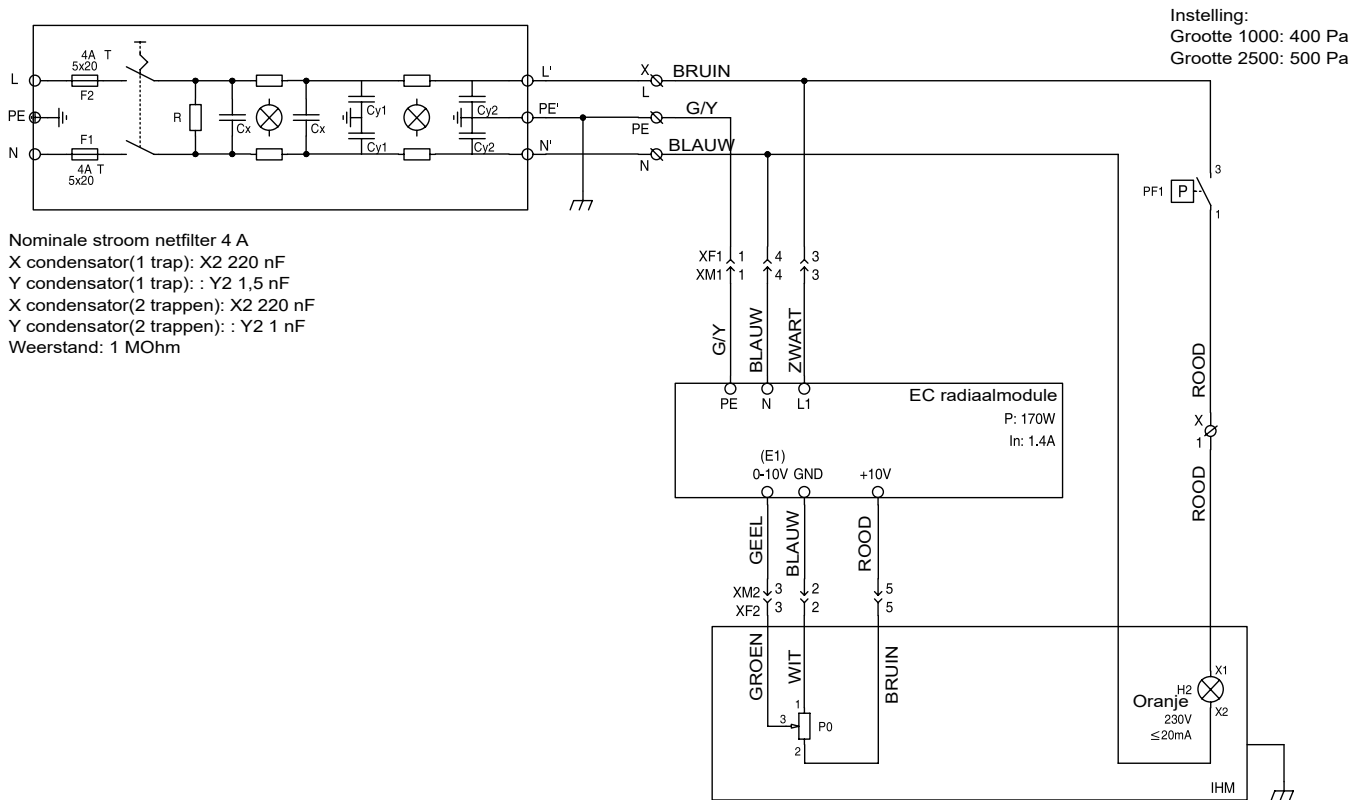 Instelling:
Grootte 1000: 400 Pa
Grootte 2500: 500 Pa
4A T
5x20
F2
L
PE
N
R
Cx
Cx
Cy1
Cy1
Cy2
Cy2
F1
4A T
5x20
L'
PE'
N'
X
L
BRUIN
G/Y
PE
BLAUW
N
3
PF1
P
1
Nominale stroom netfilter 4 A
X condensator(1 trap): X2 220 nF
Y condensator(1 trap): : Y2 1,5 nF
X condensator(2 trappen): X2 220 nF
Y condensator(2 trappen): : Y2 1 nF
Weerstand: 1 MOhm
XF1 1 4 3
XM1 1 4 3
G/Y
BLAUW
ZWART
ROOD
PE N L1
EC radiaalmodule
P: 170W
In: 1.4A
X
1
(E1)
0-10V GND +10V
ROOD
GEEL
BLAUW
ROOD
XM2 3 2 5
XF2 3 2 5
GROEN
WIT
BRUIN
1
3
P0
2
X1
H2
Oranje
X2
230V
≤20mA
IHM